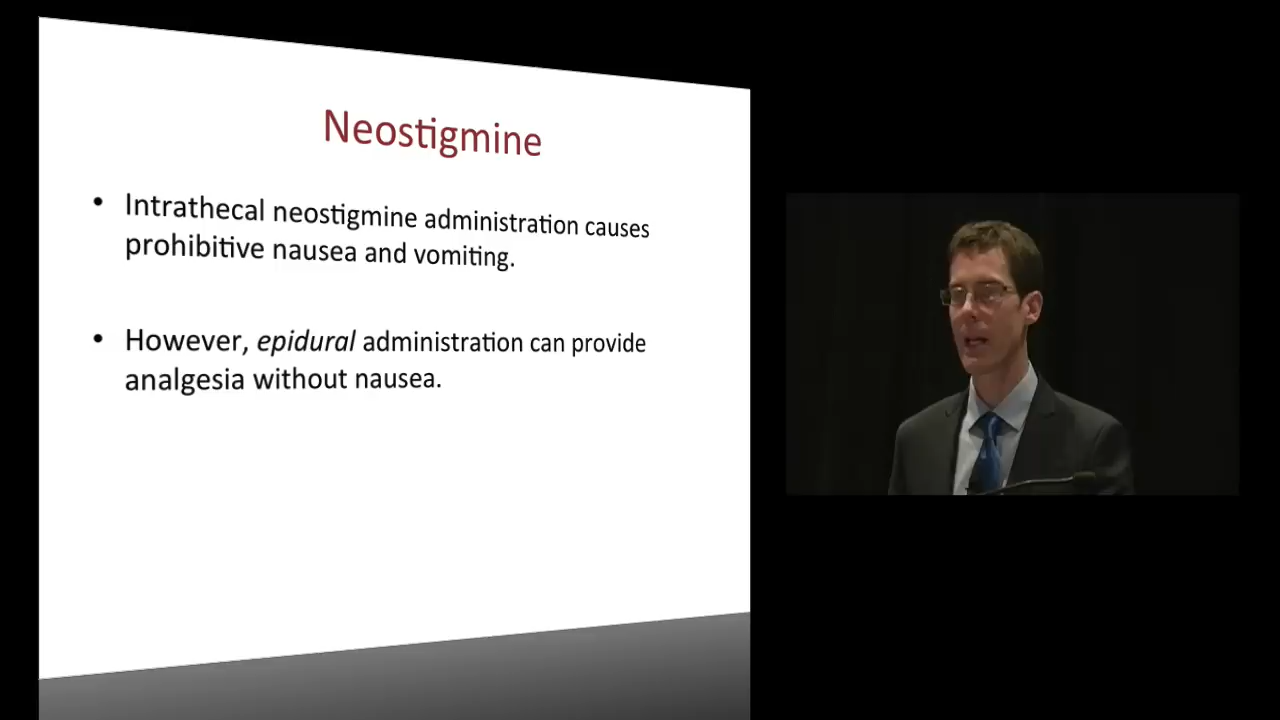 Neostigmine
• Intrathecal neostigmine administration causes
prohibitive nausea and vomiting.
• However, epidural administration can provide
analgesia without nausea.